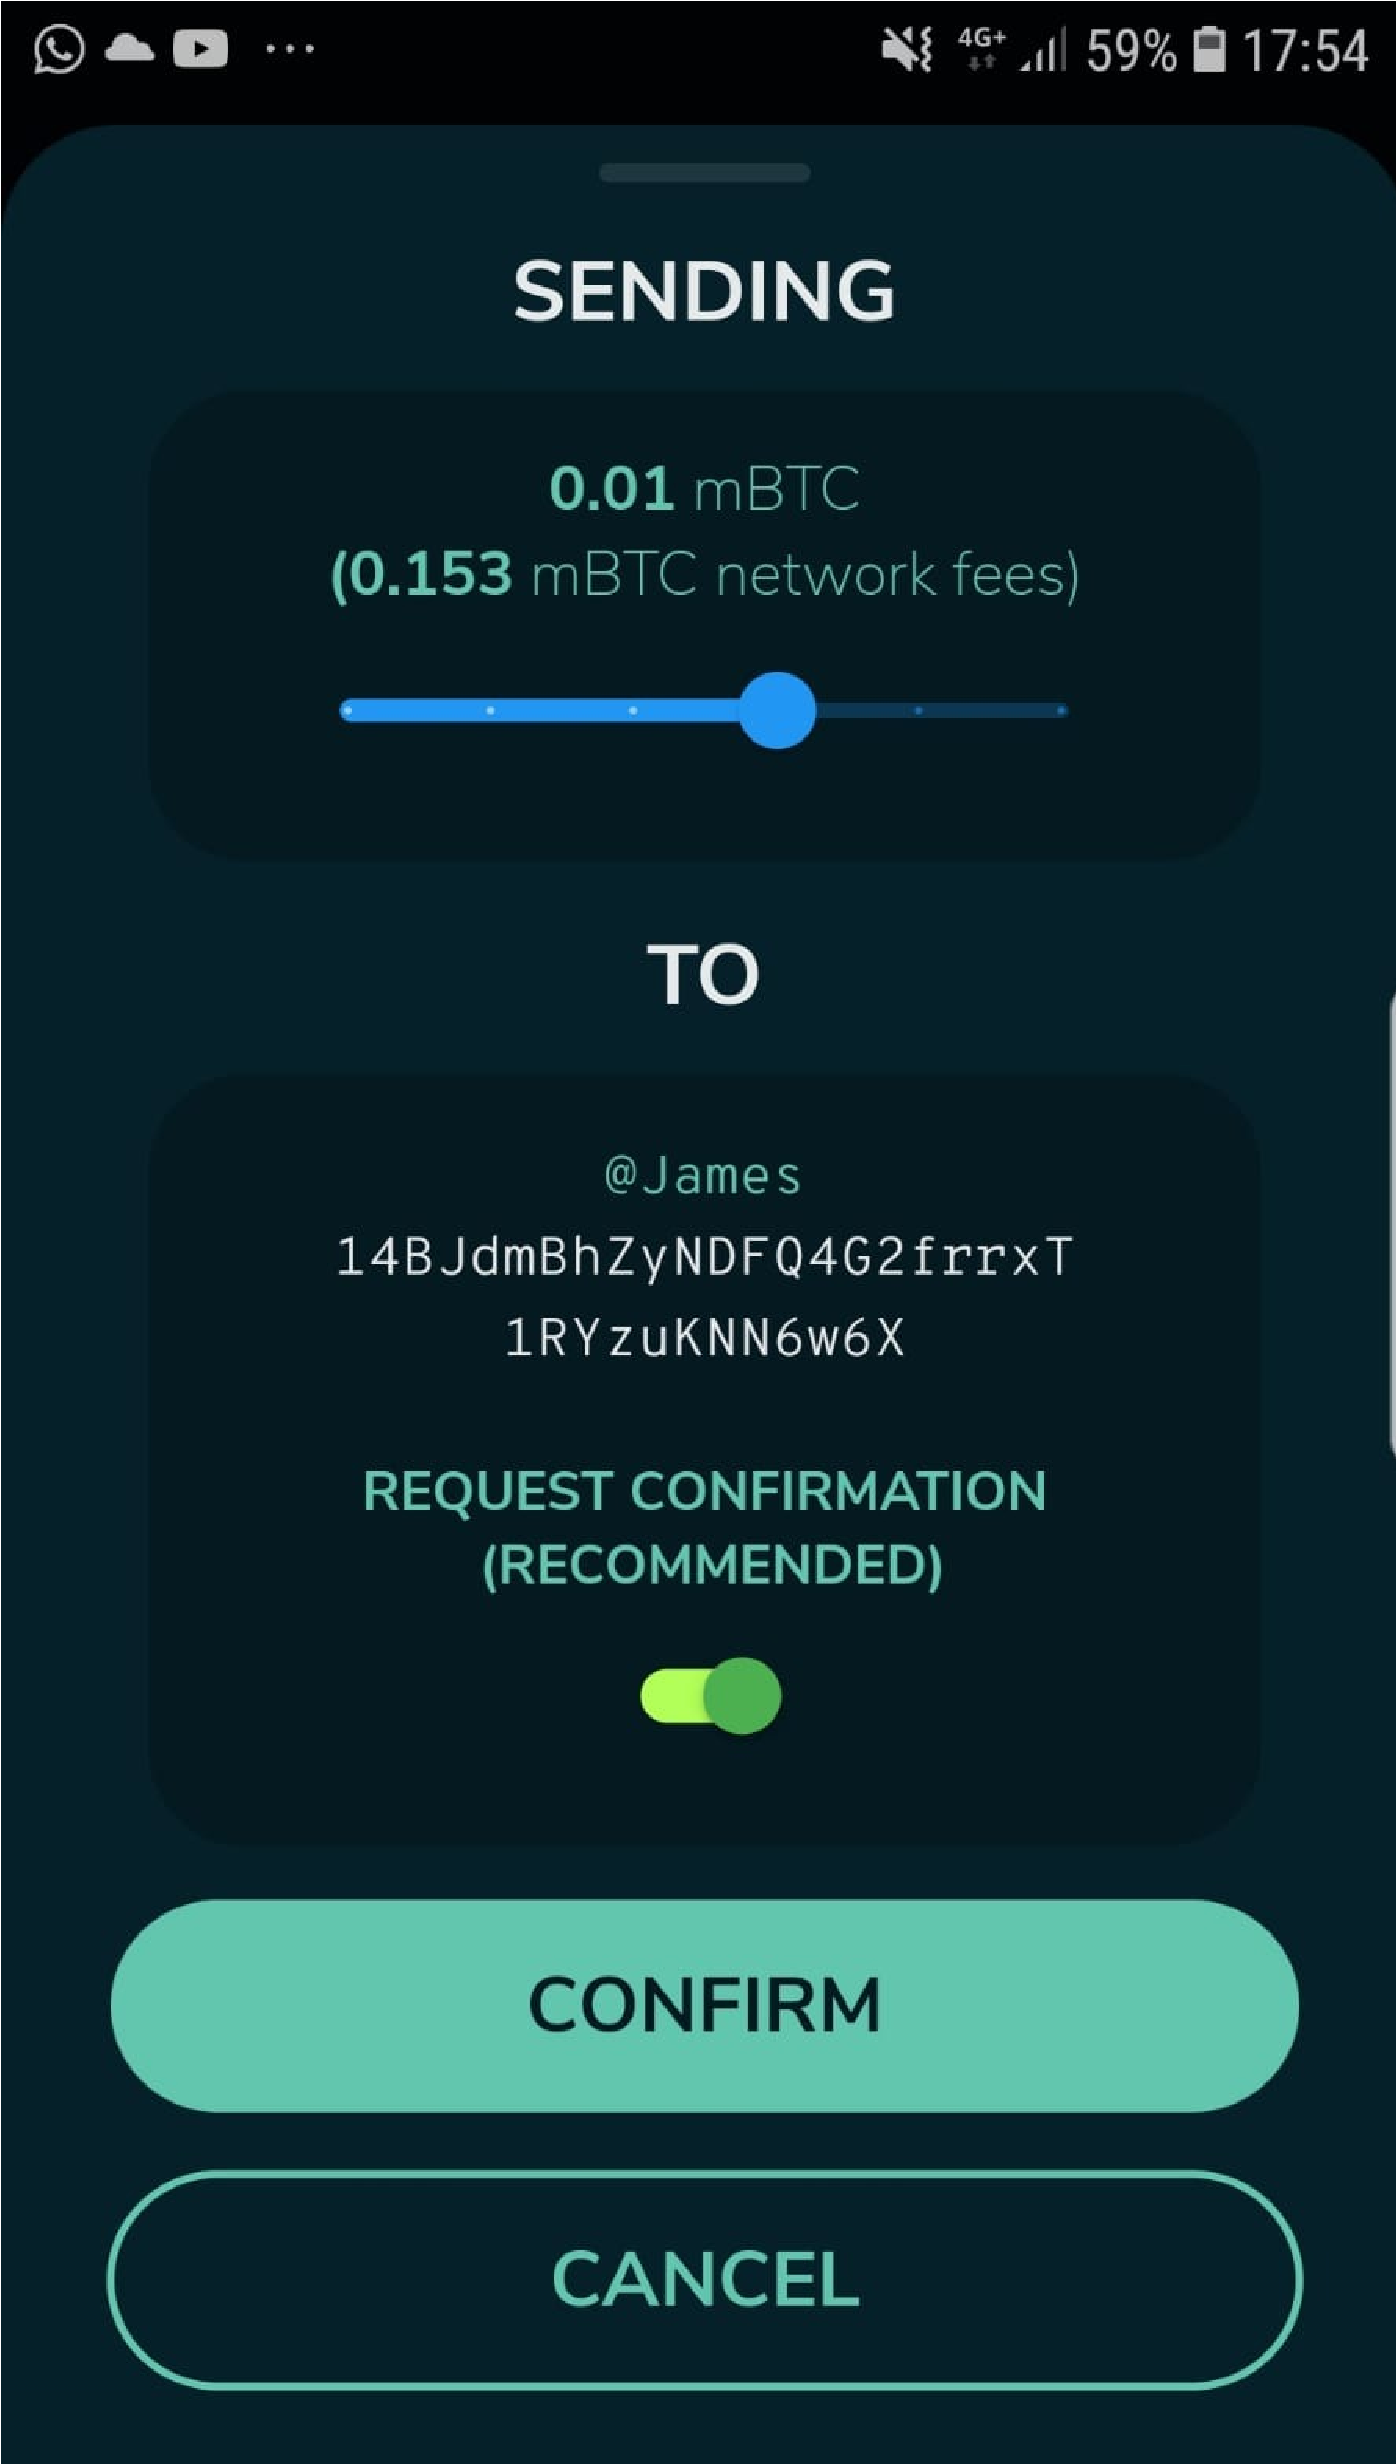 4G+ 59% 17:54
SENDING
0.01 mBTC
(0.153 mBTC network fees)
TO
@James
14BJdmBhZyNDFQ4G2frrxT
1RYzuKNN6w6X
REQUEST CONFIRMATION
(RECOMMENDED)
CONFIRM
CANCEL